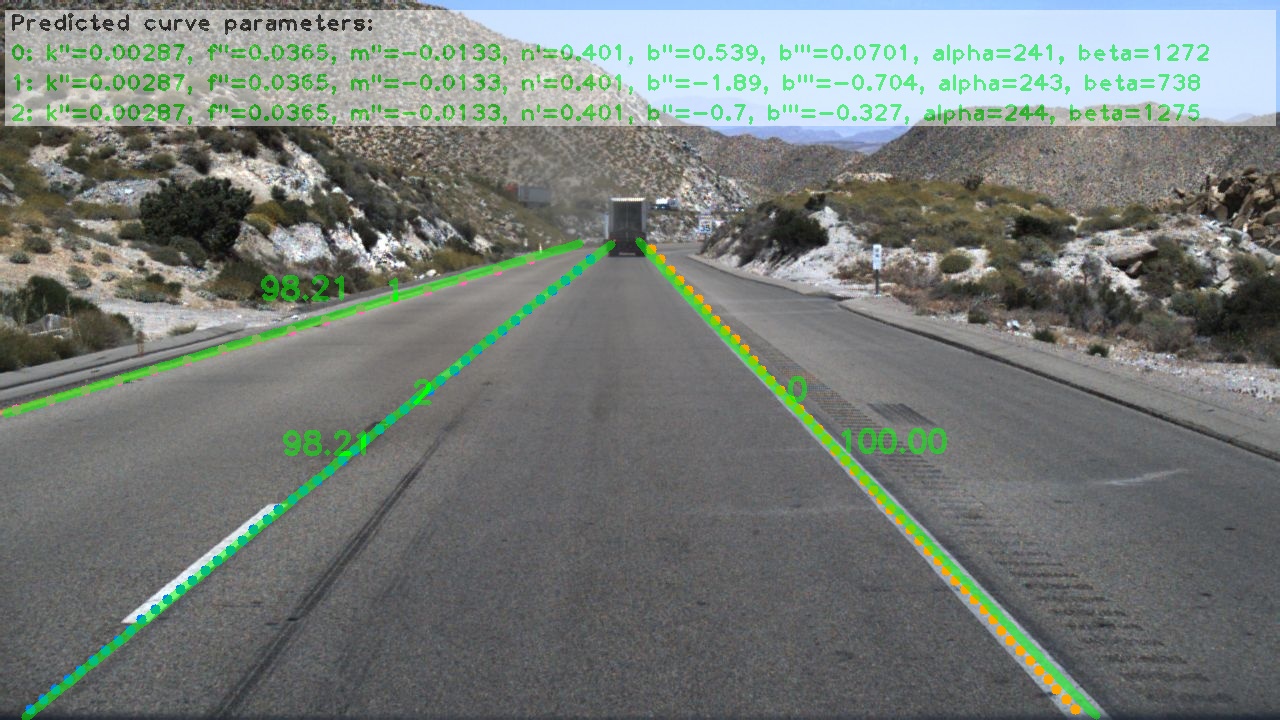 Predicted curve parameters:
0: k"=0.00287, f"=0.0365, m"=-0.0133, n'=0.401, b"=0.539, b'''=0.0701, alpha=241, beta=1272
1: k"=0.00287, f"=0.0365, m"=-0.0133, n'=0.401, b"=-1.89, b'''=-0.704, alpha=243, beta=738
2: k"=0.00287, f"=0.0365, m"=-0.0133, n'=0.401, b"=-0.7, b'''=-0.327, alpha=244, beta=1275
35
98.21 1
2 0
98.21 100.00